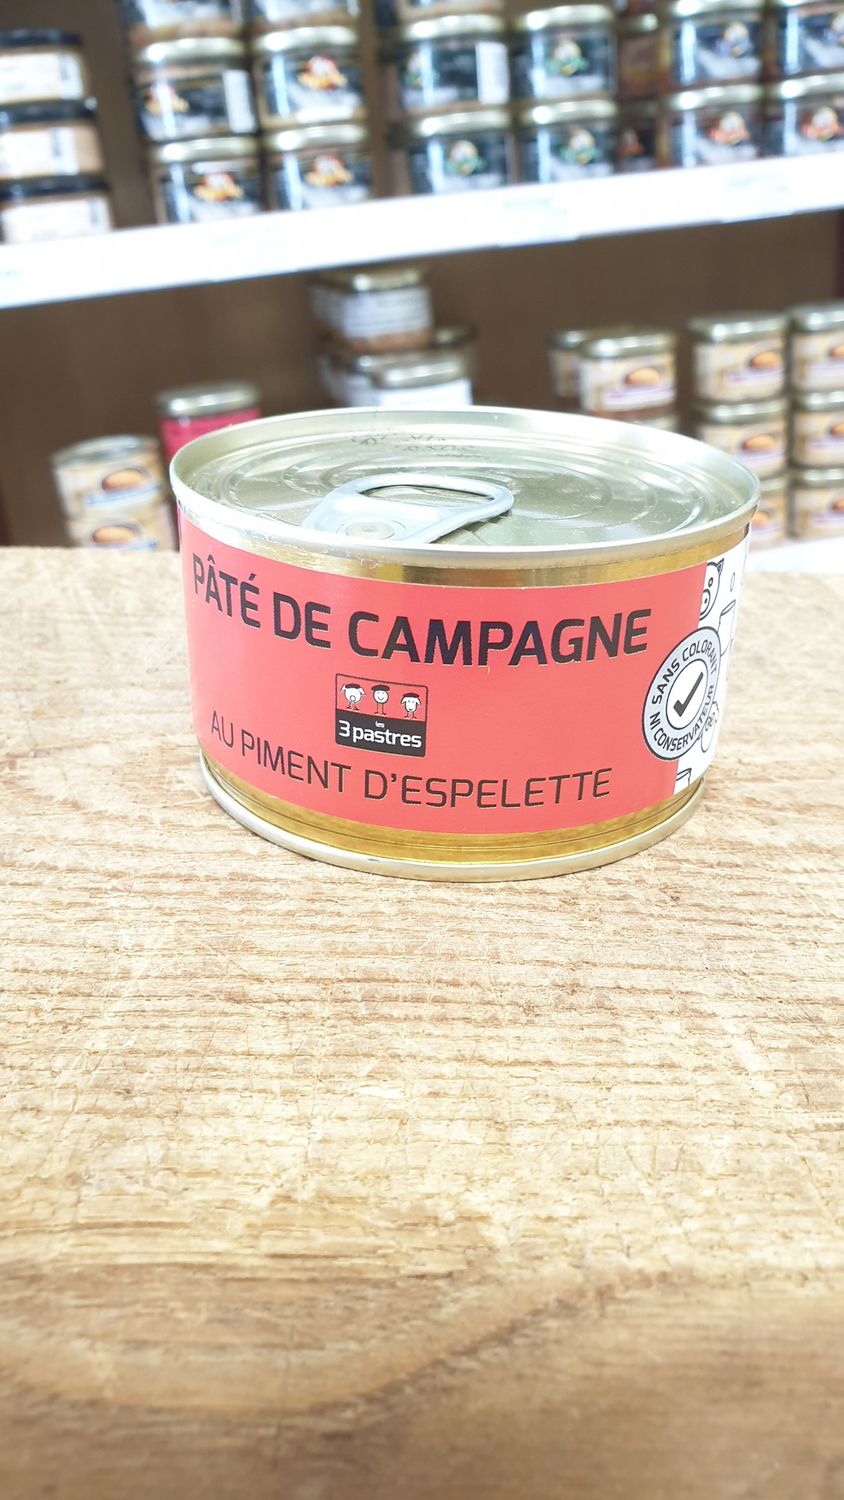 PÂTÉ DE CAMPAGNE
les
3 pastres
AU PIMENT D'ESPELETTE
SANS COLORANT
NI CONSERVATEUR